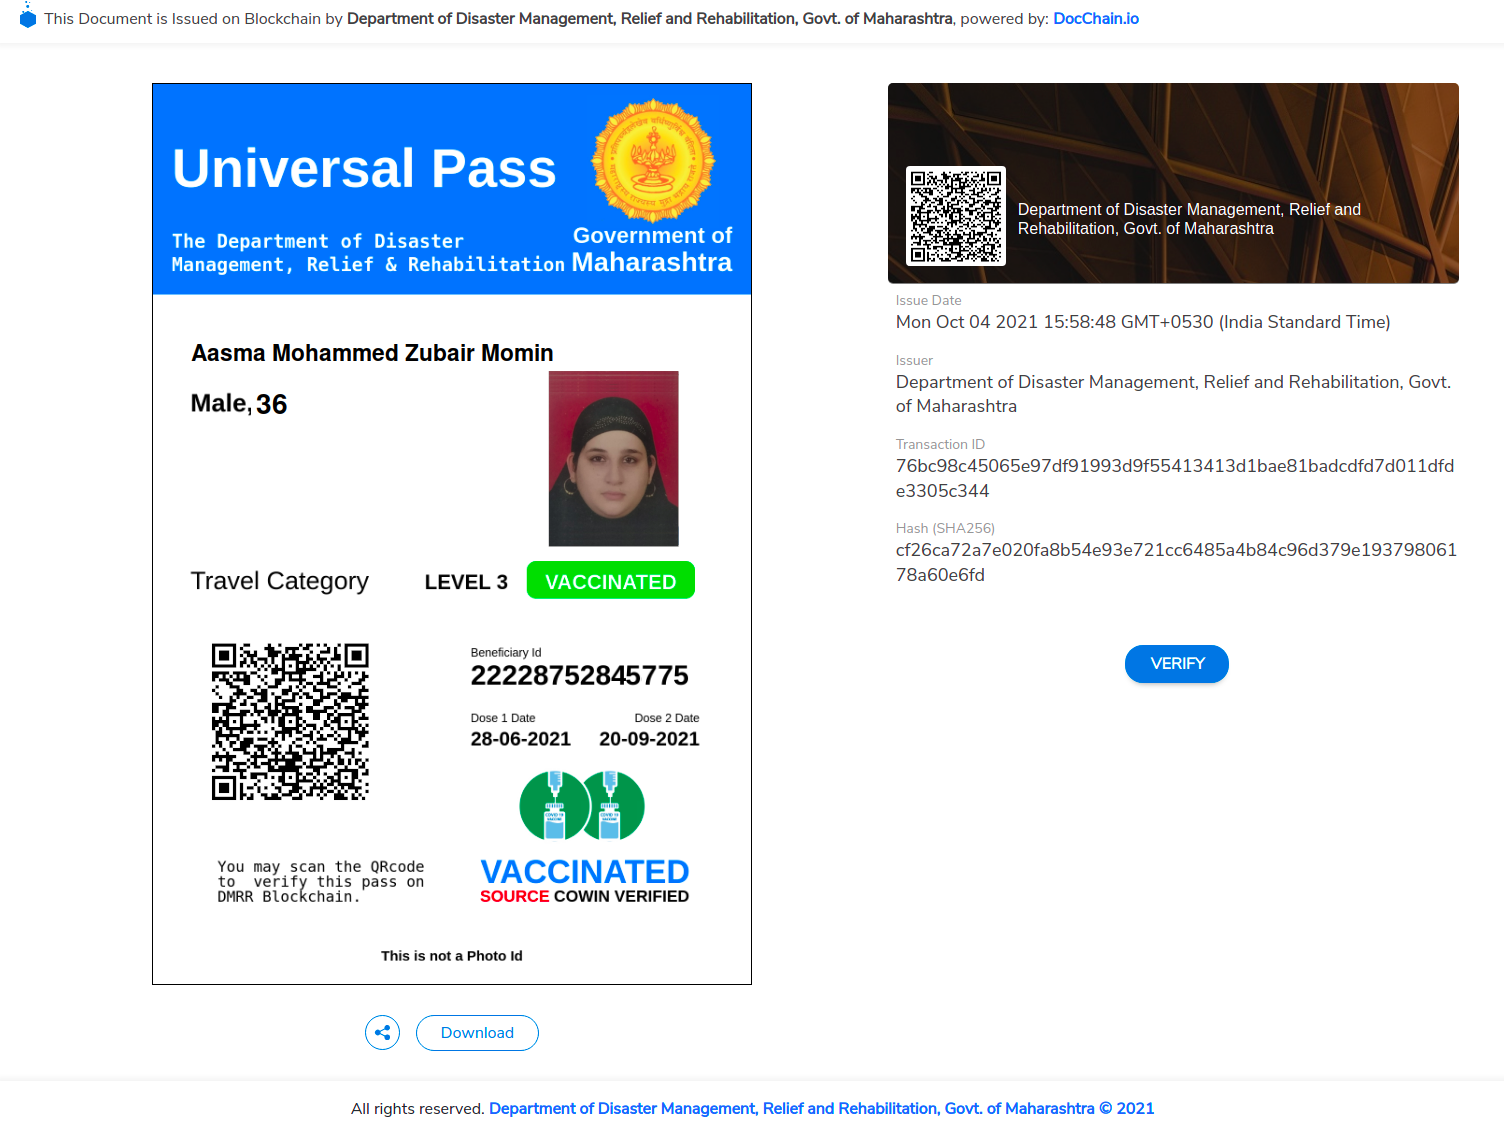 This Document is Issued on Blockchain by Department of Disaster Management, Relief and Rehabilitation, Govt. of Maharashtra, powered by: DocChain.io
Universal Pass
The Department of Disaster
Management, Relief & Rehabilitation
Government of
Maharashtra
Aasma Mohammed Zubair Momin
Male, 36
Travel Category
LEVEL 3
VACCINATED
Beneficiary Id
22228752845775
Dose 1 Date
Dose 2 Date
28-06-2021
20-09-2021
You may scan the QRcode
to verify this pass on
DMRR Blockchain.
VACCINATED
SOURCE COWIN VERIFIED
This is not a Photo Id
Download
Department of Disaster Management, Relief and
Rehabilitation, Govt. of Maharashtra
Issue Date
Mon Oct 04 2021 15:58:48 GMT+0530 (India Standard Time)
Issuer
Department of Disaster Management, Relief and Rehabilitation, Govt.
of Maharashtra
Transaction ID
76bc98c45065e97df91993d9f55413413d1bae81badcdfd7d011dfd
e3305c344
Hash (SHA256)
cf26ca72a7e020fa8b54e93e721cc6485a4b84c96d379e193798061
78a60e6fd
VERIFY
All rights reserved. Department of Disaster Management, Relief and Rehabilitation, Govt. of Maharashtra © 2021